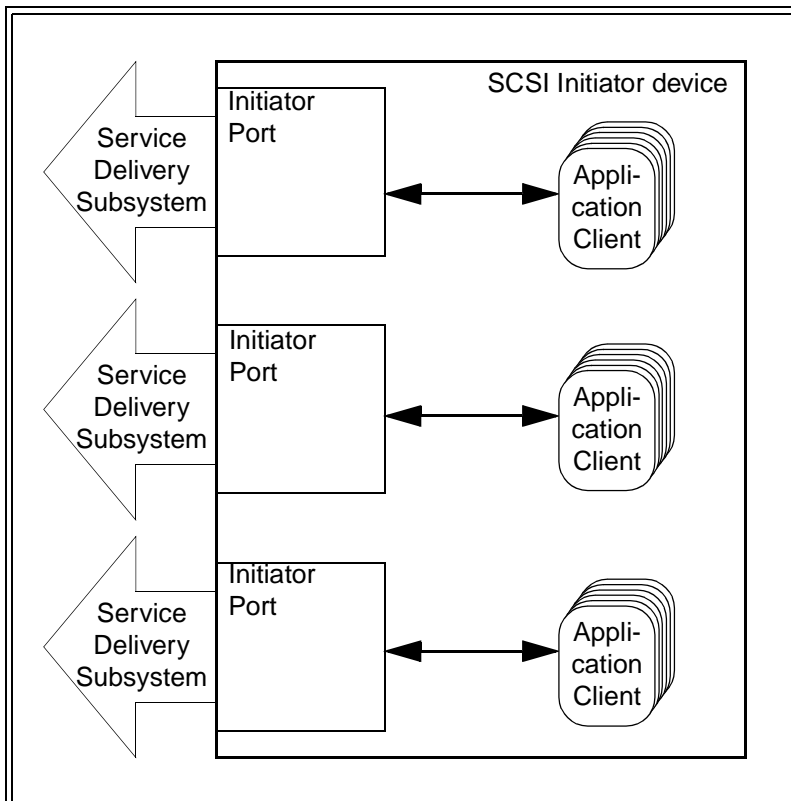 SCSI Initiator device
Initiator
Port
Service
Delivery
Subsystem
Appli-
cation
Client
Initiator
Port
Service
Delivery
Subsystem
Appli-
cation
Client
Initiator
Port
Service
Delivery
Subsystem
Appli-
cation
Client